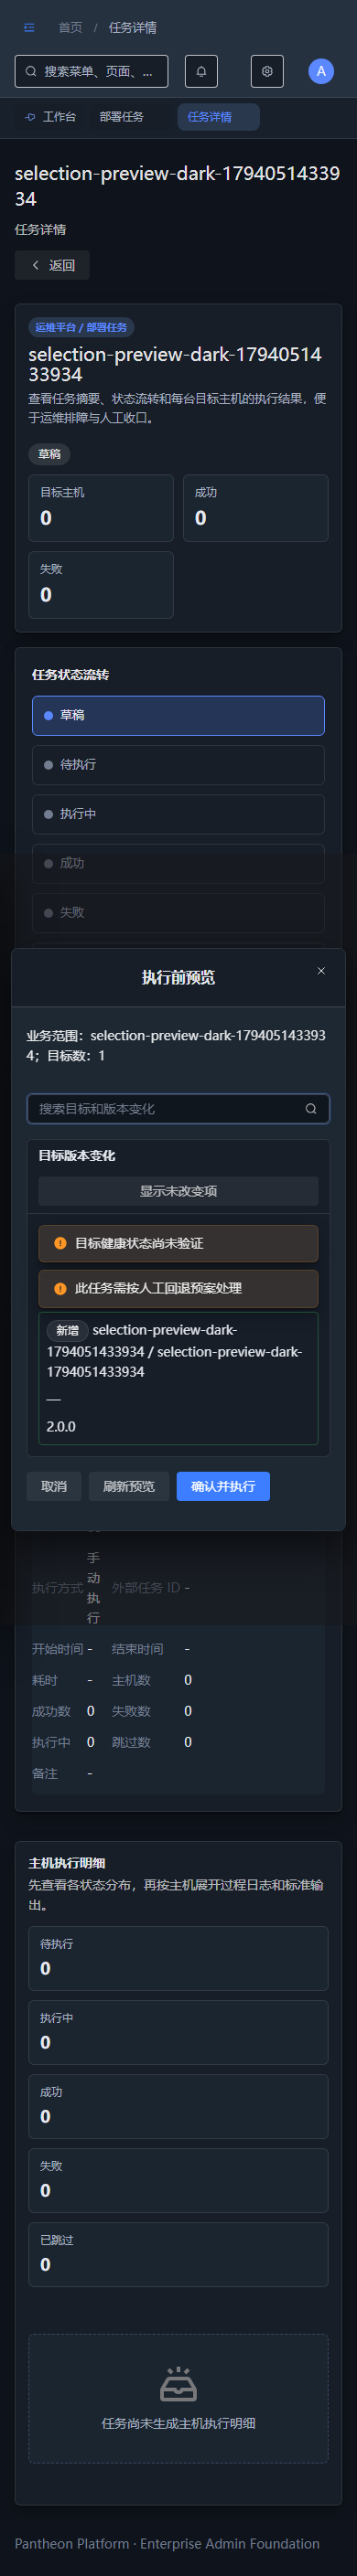 首页 / 任务详情
搜索菜单、页面、... A
工作台 部署任务 任务详情
selection-preview-dark-17940514339
34
任务详情
返回
运维平台 / 部署任务
selection-preview-dark-17940514
33934
查看任务摘要、状态流转和每台目标主机的执行结果，便
于运维排障与人工收口。
草稿
目标主机 成功
0 0
失败
0
任务状态流转
草稿
待执行
执行中
成功
失败
执行前预览
业务范围：selection-preview-dark-179405143393
4；目标数：1
搜索目标和版本变化
目标版本变化
显示未改变项
目标健康状态尚未验证
此任务需按人工回退预案处理
新增 selection-preview-dark-
1794051433934 / selection-preview-dark-
1794051433934
—
2.0.0
取消 刷新预览 确认并执行
手
动
执行方式 执 外部任务 ID -
行
开始时间 - 结束时间 -
耗时 - 主机数 0
成功数 0 失败数 0
执行中 0 跳过数 0
备注 -
主机执行明细
先查看各状态分布，再按主机展开过程日志和标准输
出。
待执行
0
执行中
0
成功
0
失败
0
已跳过
0
任务尚未生成主机执行明细
Pantheon Platform · Enterprise Admin Foundation